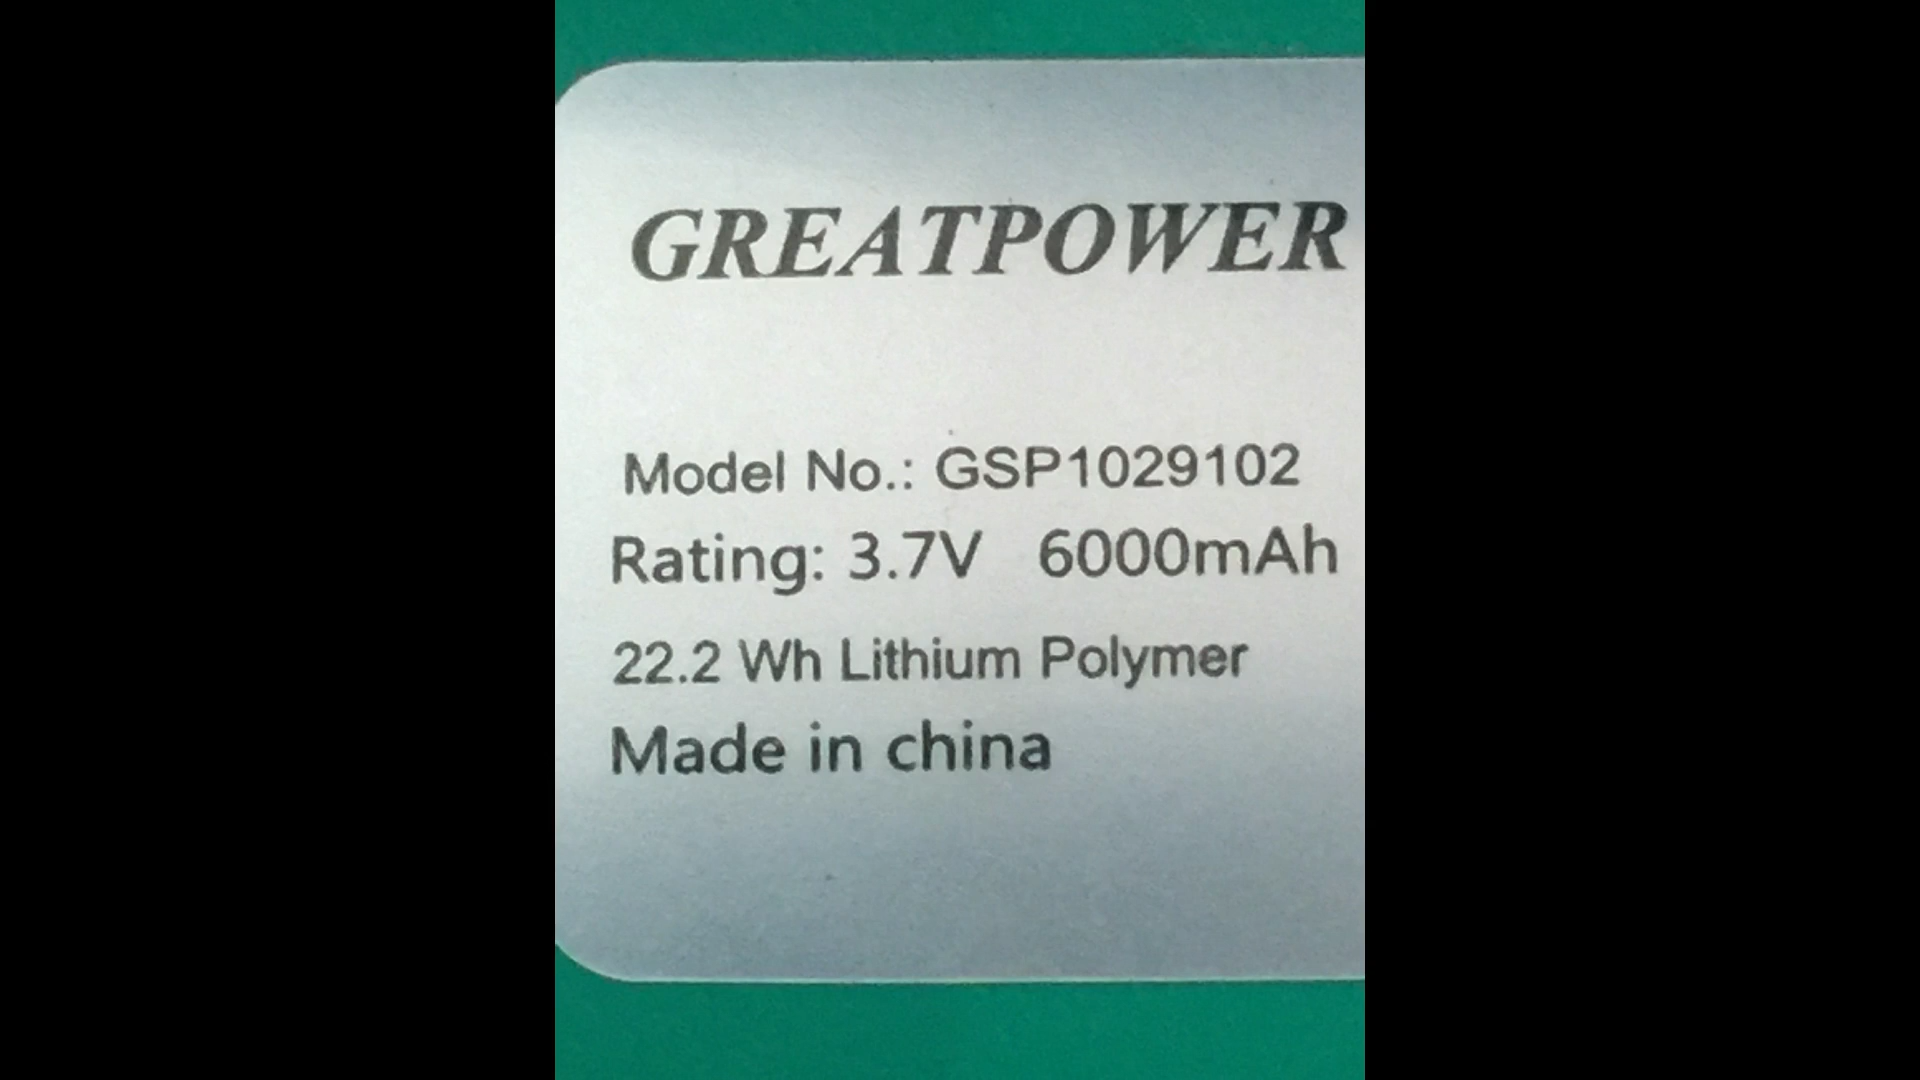 GREATPOWER
Model No.: GSP1029102
Rating: 3.7V 6000mAh
22.2 Wh Lithium Polymer
Made in china